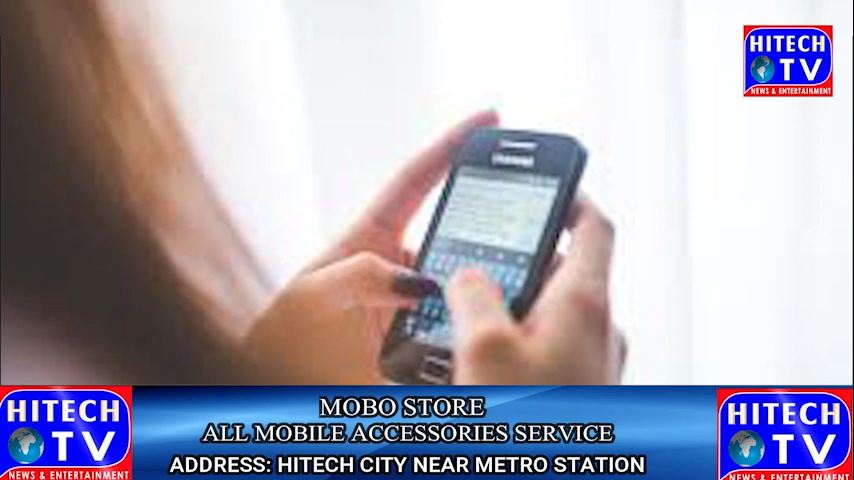 HITECH
TV
NEWS & ENTERTAINMENT
MOBO STORE
ALL MOBILE ACCESSORIES SERVICE
ADDRESS: HITECH CITY NEAR METRO STATION
HITECH
TV
NEWS & ENTERTAINMENT
HITECH
TV
NEWS & ENTERTAINMENT